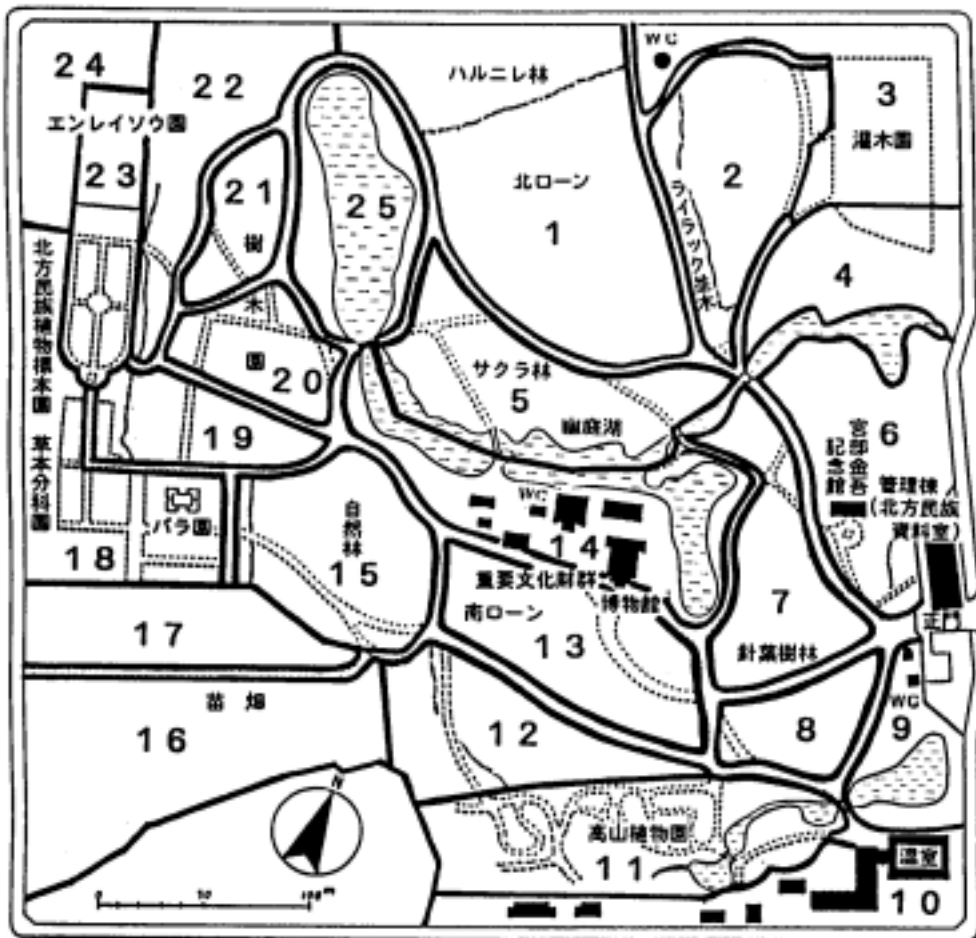 24
22
エンレイソウ園
23
21
樹
木
園
20
25
ハルニレ林
WC
北ローン
1
ライラック並木
2
3
灌木園
4
北方民族植物標本園
草本分科園
19
バラ園
18
サクラ林
5
幽庭湖
宮部金吾
記念館
6
管理棟
(北方民族
資料室)
正門
自然林
15
WC
14
重要文化財群
博物館
南ローン
13
7
針葉樹林
17
苗畑
16
12
8
WC
9
N
0
50
100m
高山植物園
11
温室
10